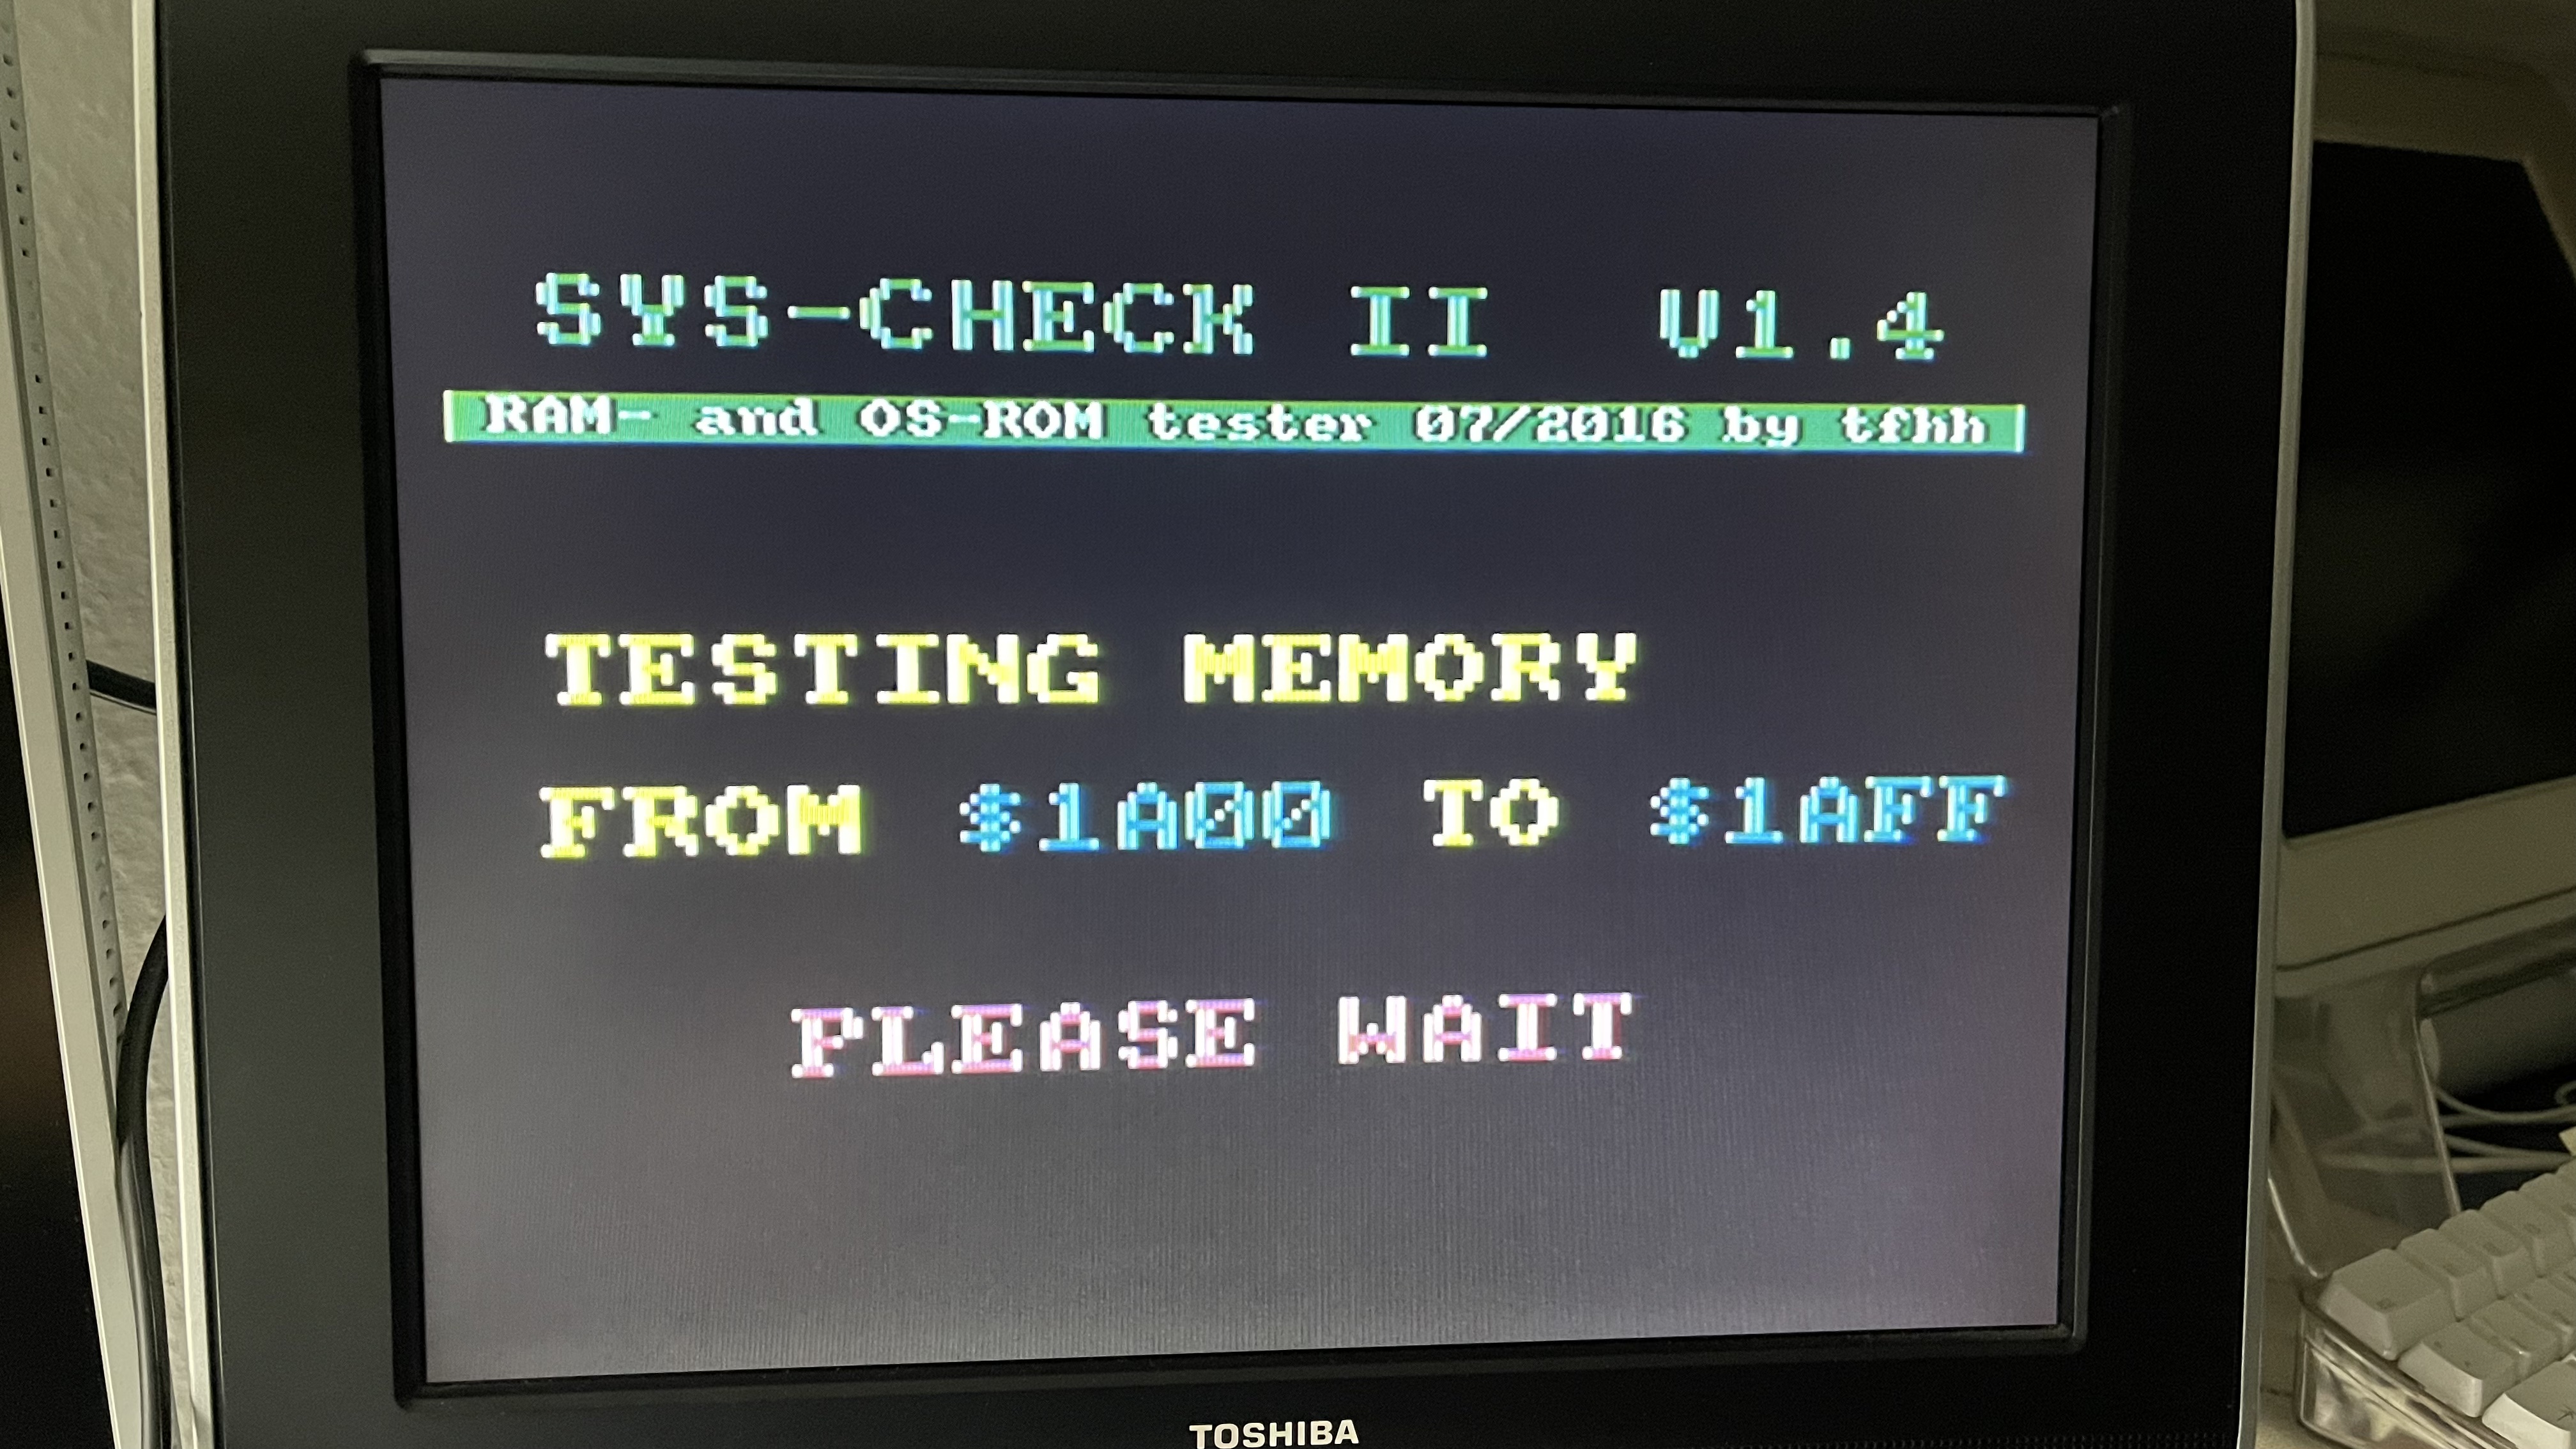 SYS-CHECK II V1.4
RAM- and OS-ROM tester 07/2016 by tfhh
TESTING MEMORY
FROM $1A00 TO $1AFF
PLEASE WAIT
TOSHIBA